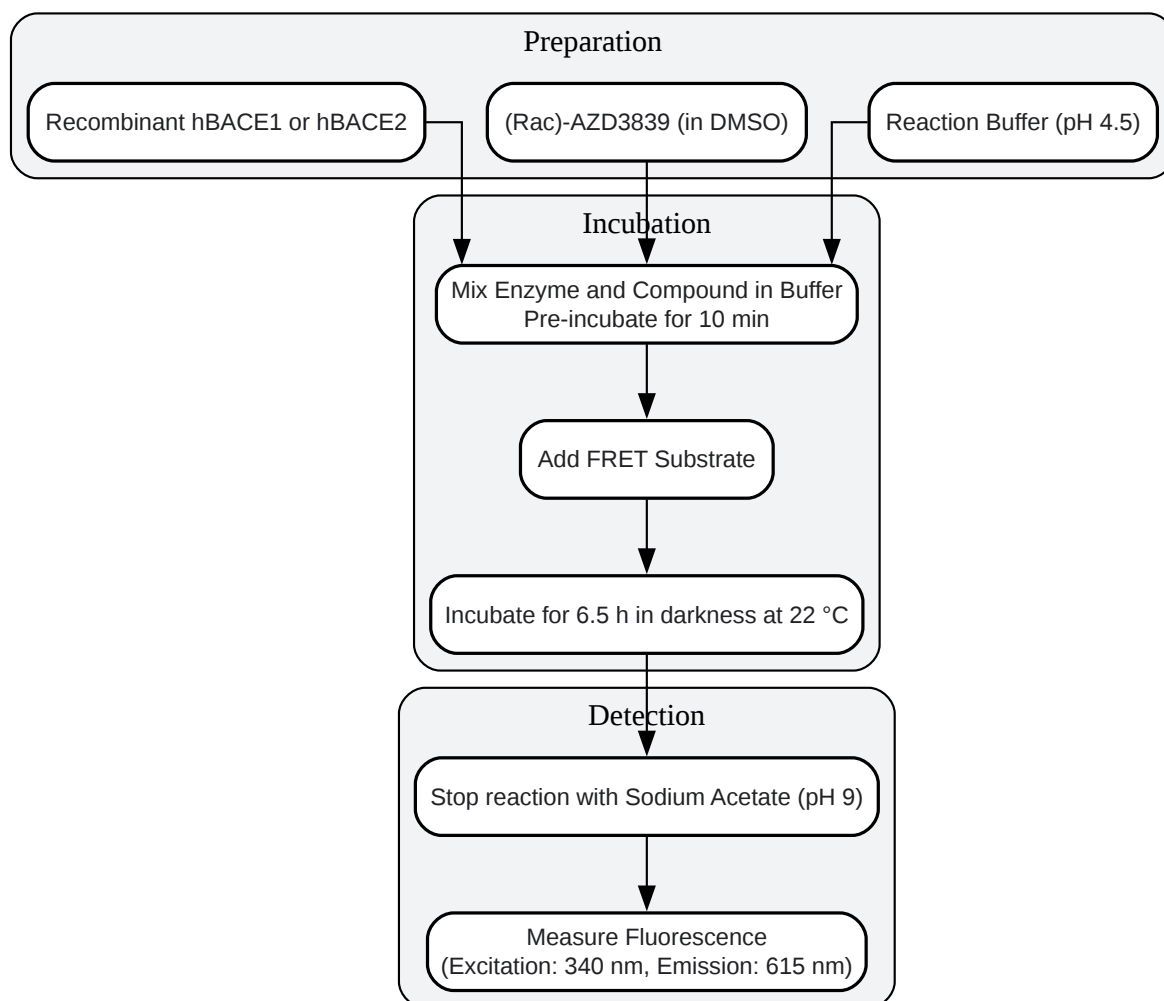 Preparation
Recombinant hBACE1 or hBACE2
(Rac)-AZD3839 (in DMSO)
Reaction Buffer (pH 4.5)
Incubation
Mix Enzyme and Compound in Buffer
Pre-incubate for 10 min
Add FRET Substrate
Incubate for 6.5 h in darkness at 22 °C
Detection
Stop reaction with Sodium Acetate (pH 9)
Measure Fluorescence
(Excitation: 340 nm, Emission: 615 nm)